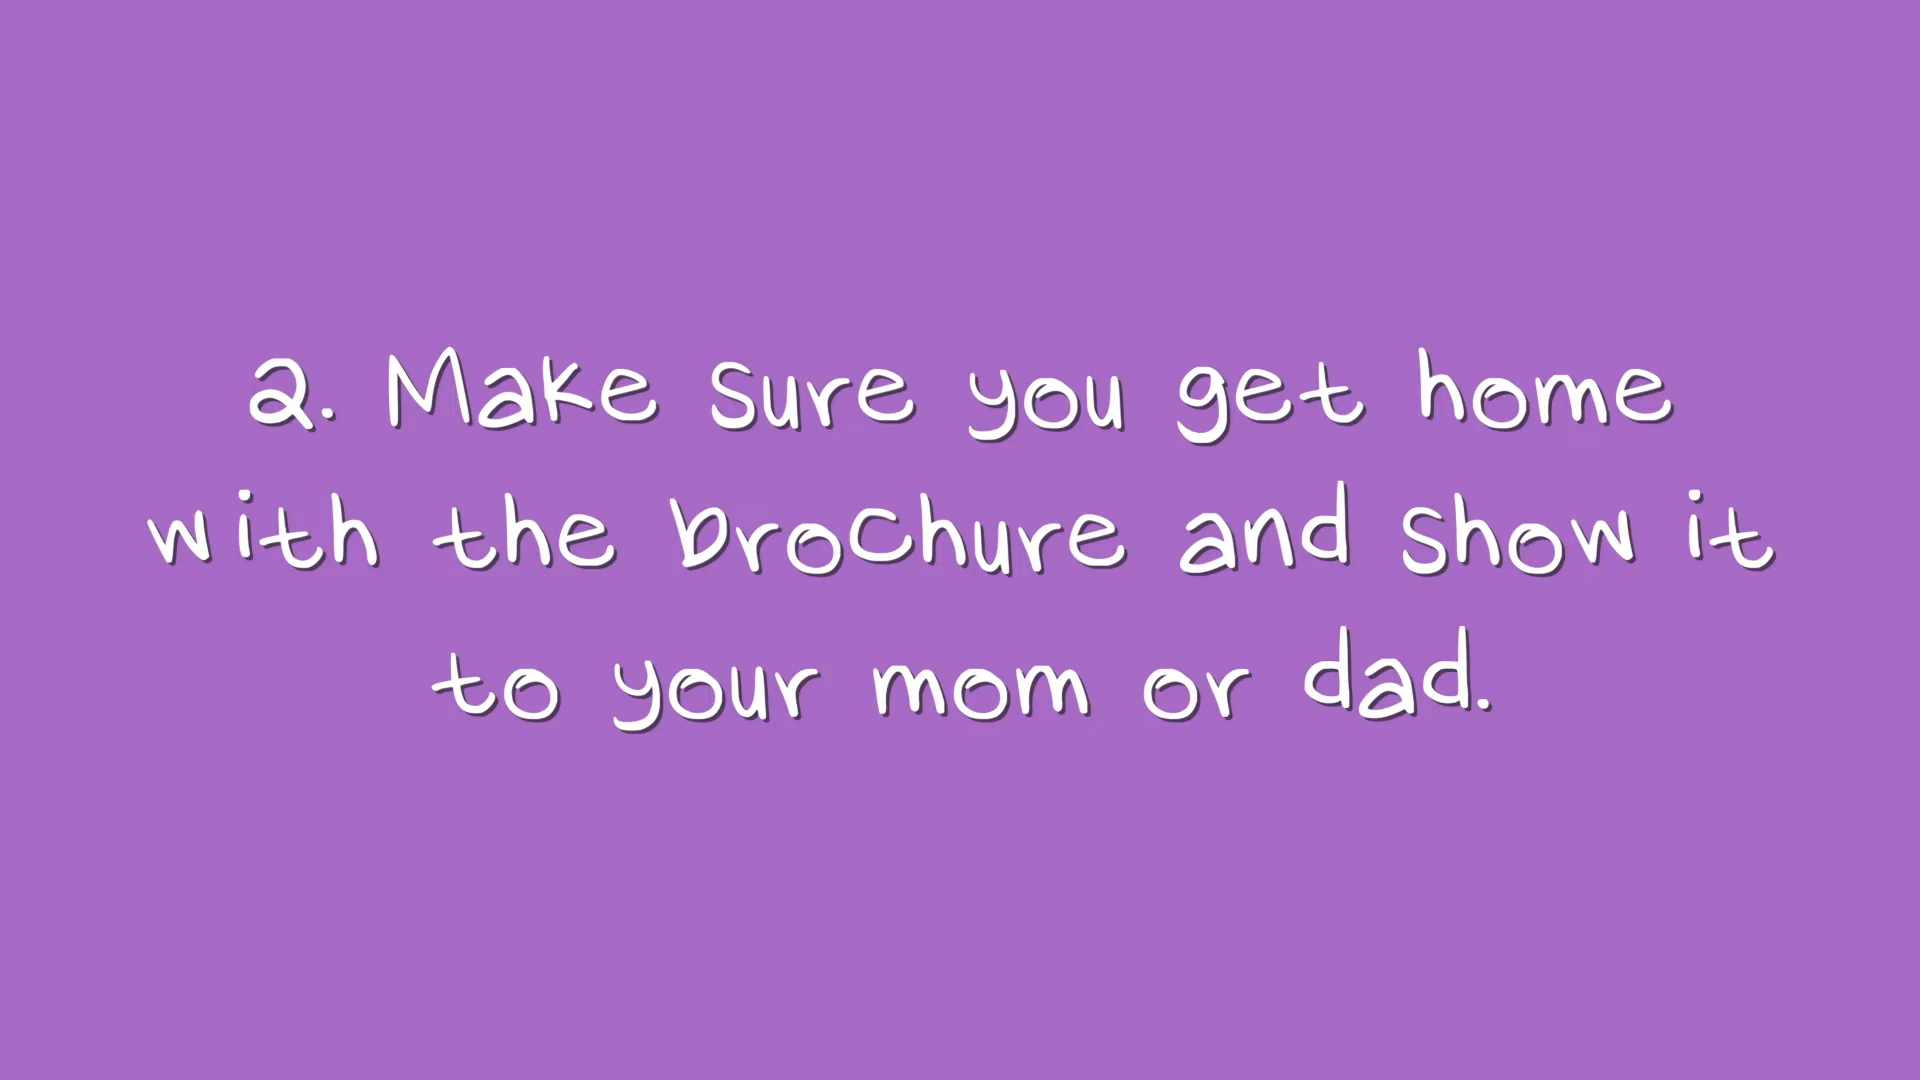 2. Make sure you get home
with the brochure and show it
to your mom or dad.